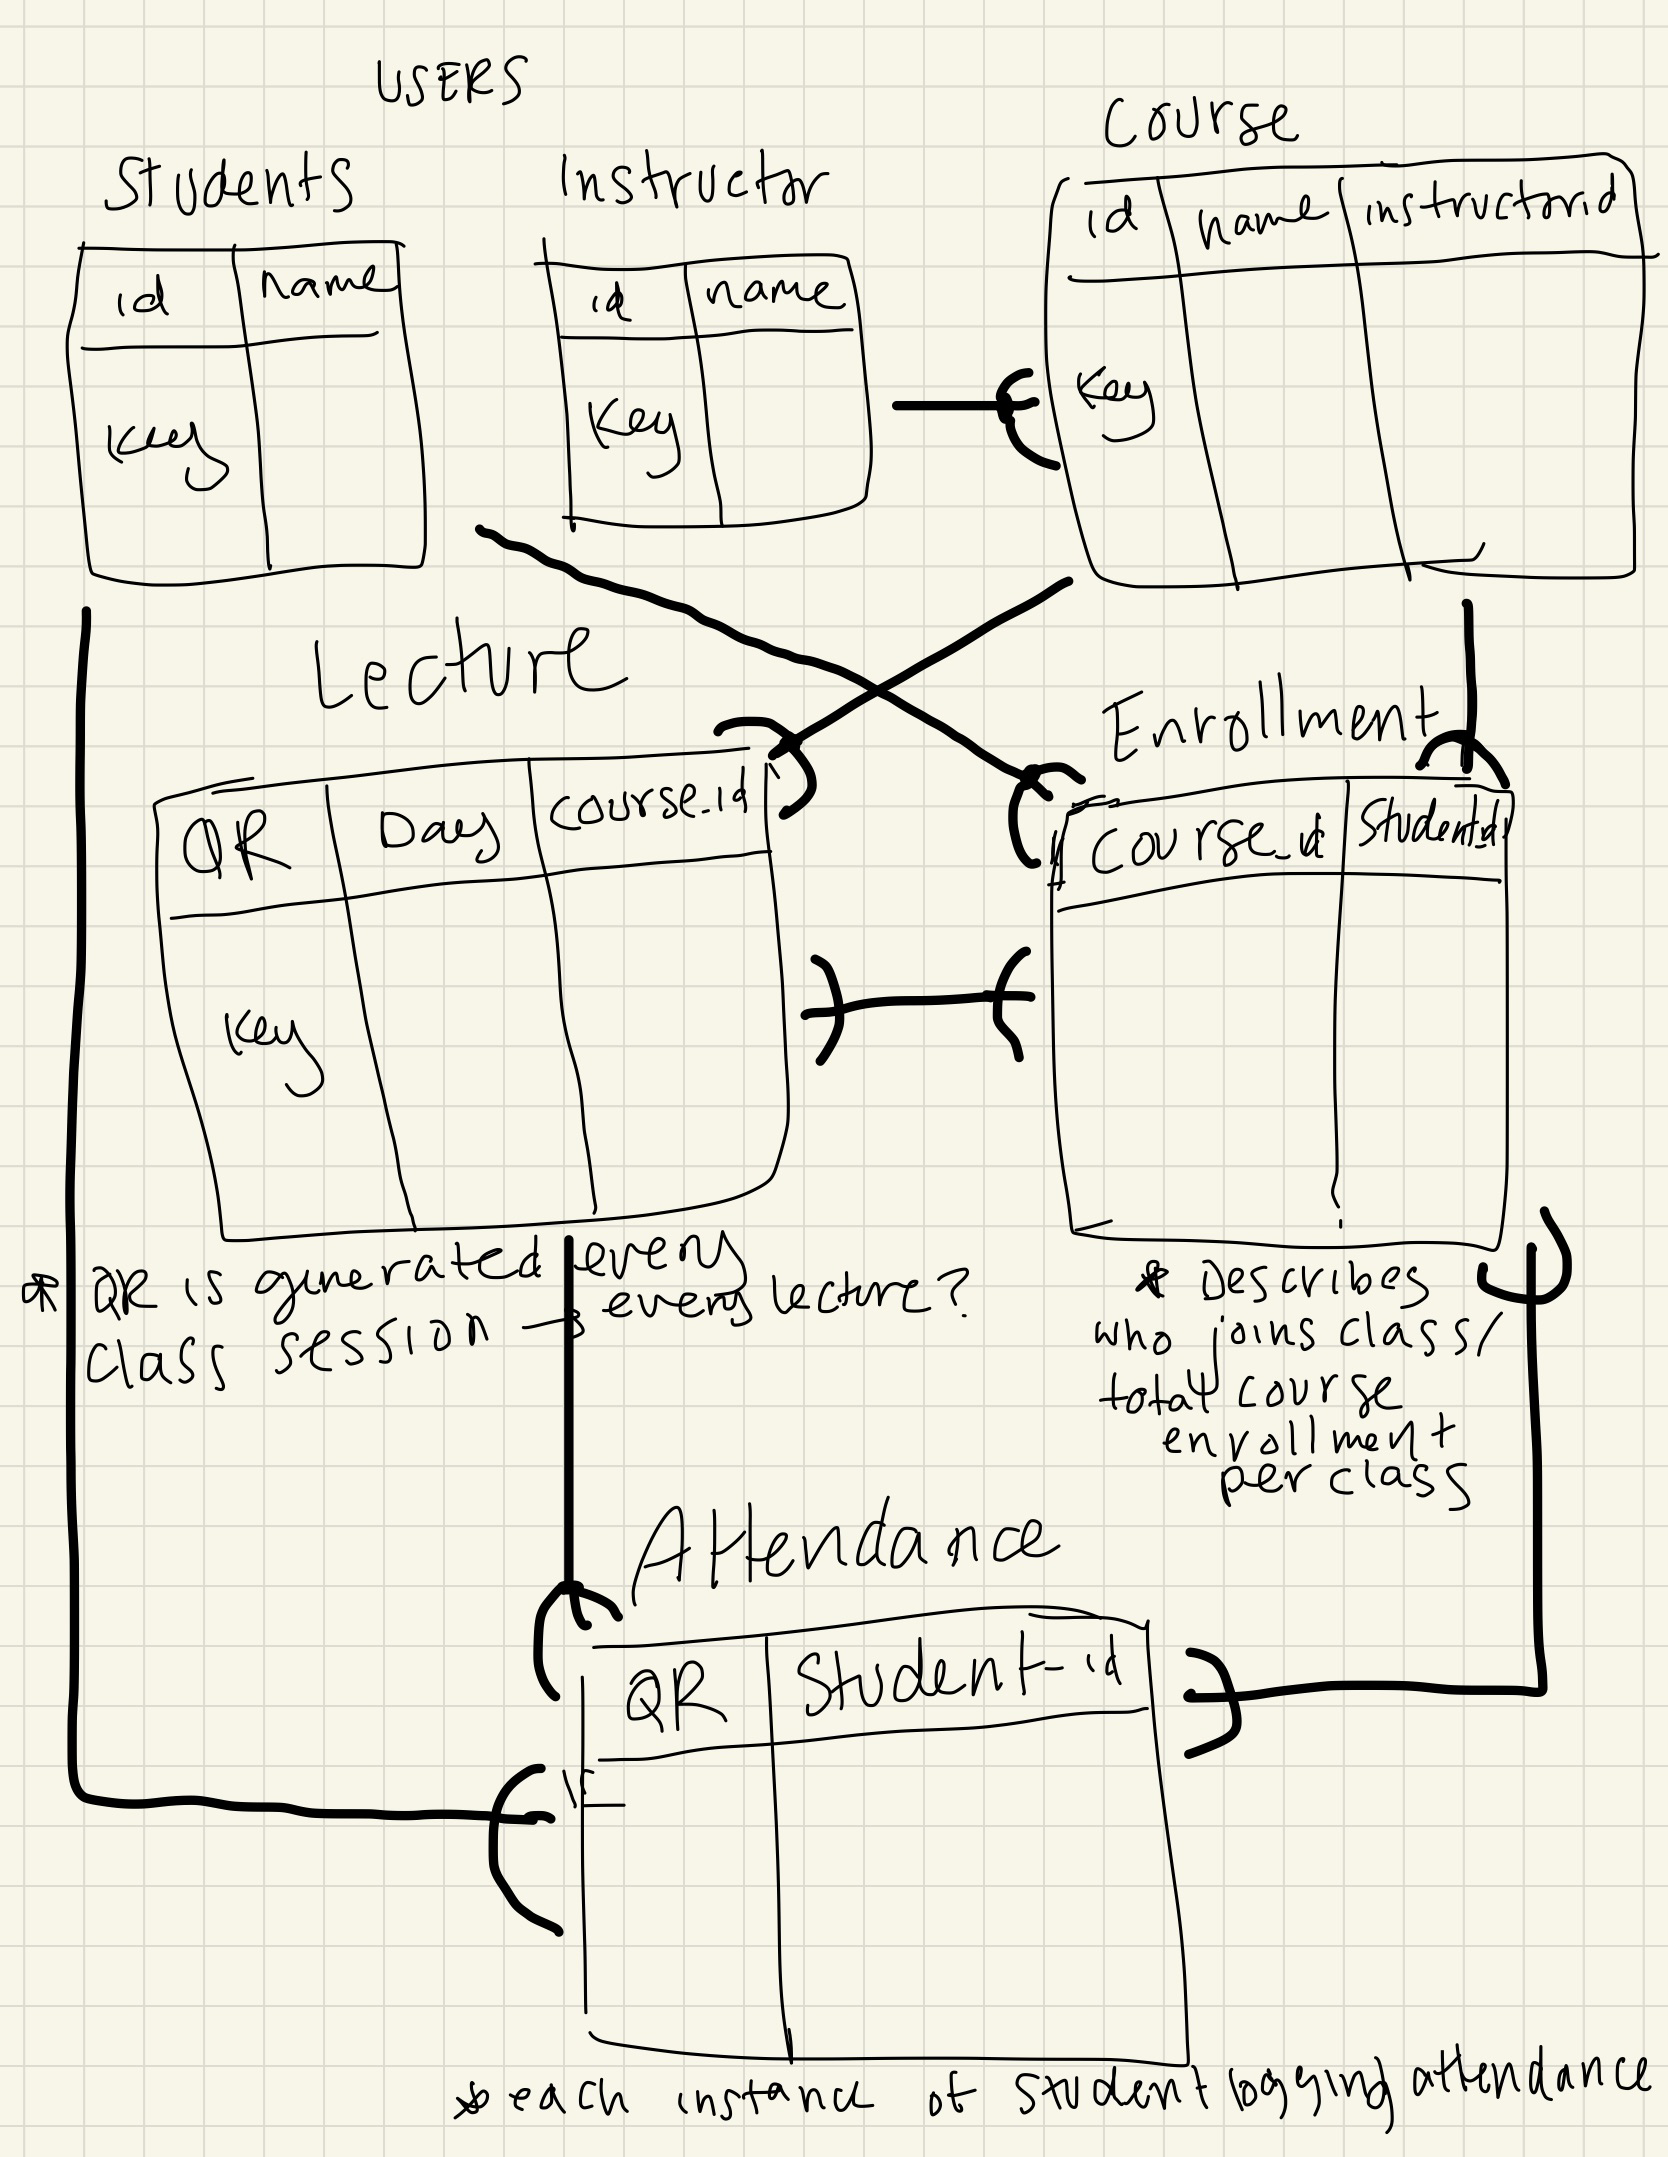 USERS
Students
id name
Key
Instructor
id name
Key
Course
id name instructorid
Key
Lecture
QR Day course_id
Key
* QR is generated every
class session → every lecture?
Enrollment
Course_id Studentid
* Describes
who joins class/
total course
enrollment
per class
Attendance
QR Student_id
* each instance of student logging attendance